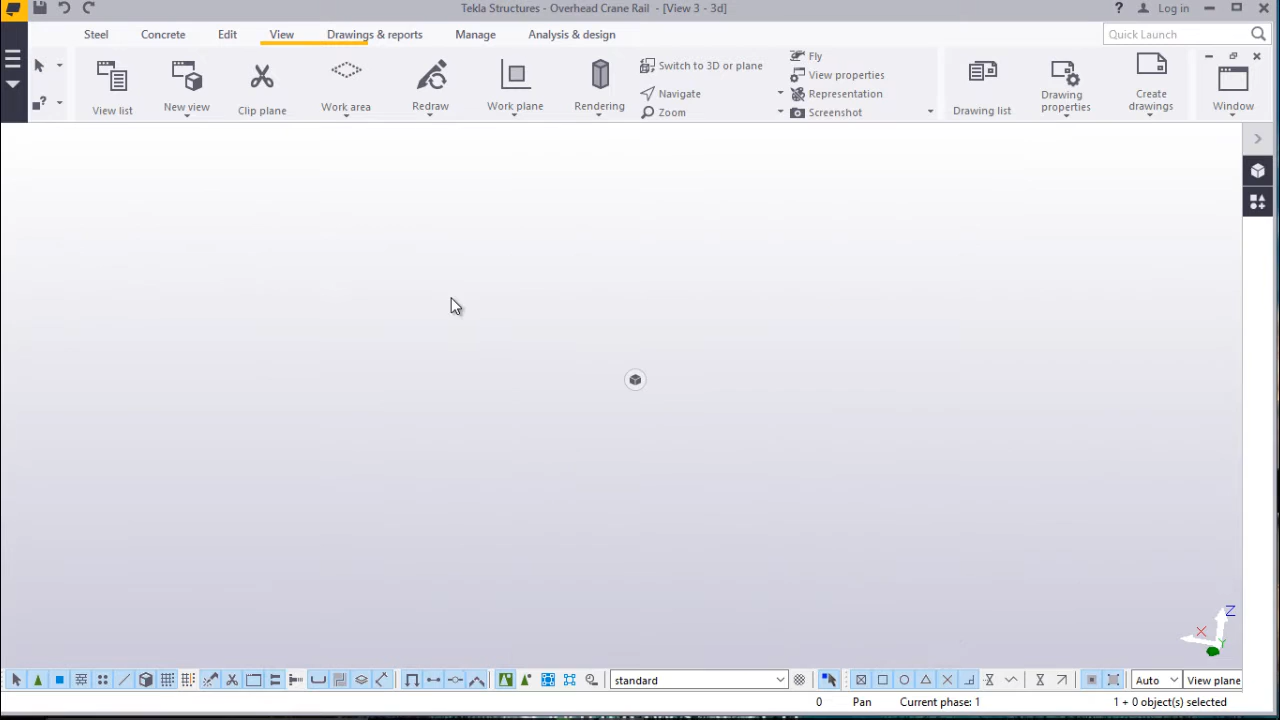 Tekla Structures - Overhead Crane Rail - [View 3 - 3d]
? Log in
Steel Concrete Edit View Drawings & reports Manage Analysis & design
Quick Launch
View list
New view
Clip plane
Work area
Redraw
Work plane
Rendering
Switch to 3D or plane
Navigate
Zoom
Fly
View properties
Representation
Screenshot
Drawing list
Drawing
properties
Create
drawings
Window
Z
X
Y
standard
Auto
View plane
0 Pan Current phase: 1 1 + 0 object(s) selected